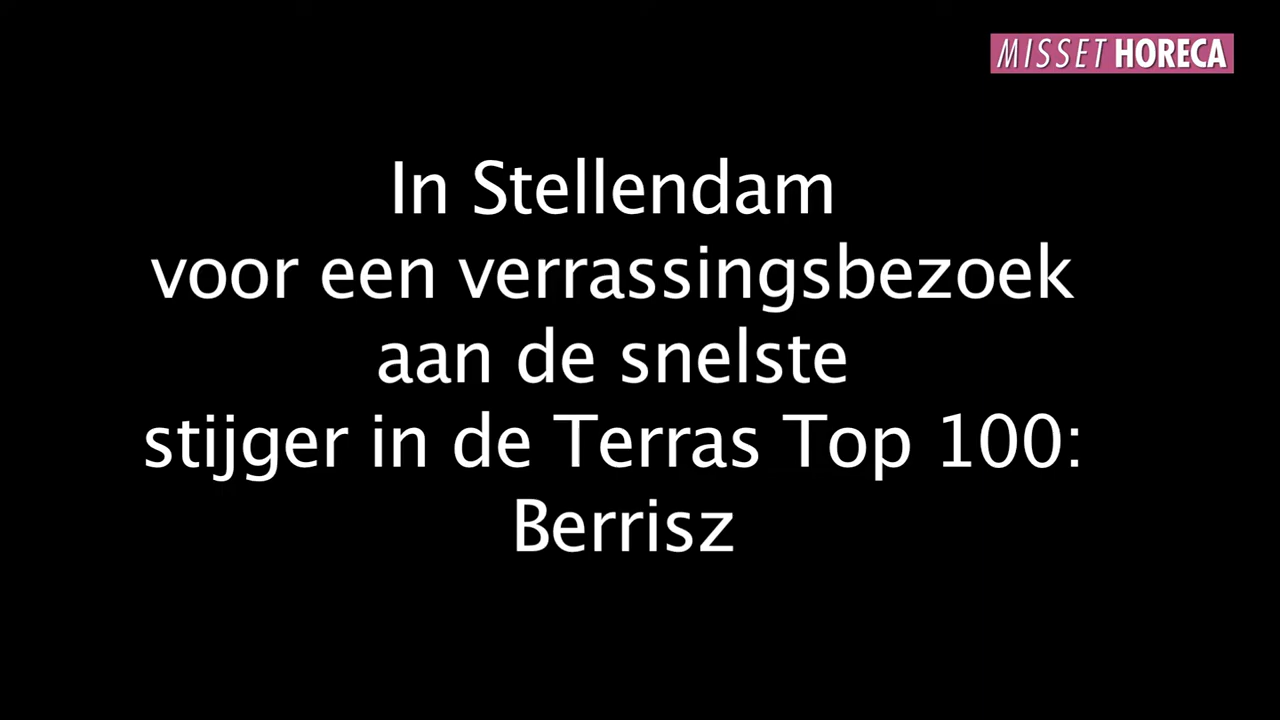 MISSET HORECA
In Stellendam
voor een verrassingsbezoek
aan de snelste
stijger in de Terras Top 100:
Berrisz